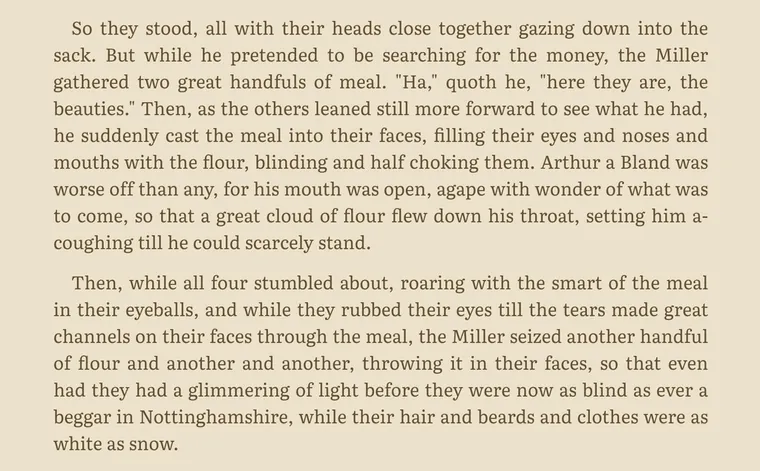 So they stood, all with their heads close together gazing down into the
sack. But while he pretended to be searching for the money, the Miller
gathered two great handfuls of meal. "Ha," quoth he, "here they are, the
beauties." Then, as the others leaned still more forward to see what he had,
he suddenly cast the meal into their faces, filling their eyes and noses and
mouths with the flour, blinding and half choking them. Arthur a Bland was
worse off than any, for his mouth was open, agape with wonder of what was
to come, so that a great cloud of flour flew down his throat, setting him a-
coughing till he could scarcely stand.
Then, while all four stumbled about, roaring with the smart of the meal
in their eyeballs, and while they rubbed their eyes till the tears made great
channels on their faces through the meal, the Miller seized another handful
of flour and another and another, throwing it in their faces, so that even
had they had a glimmering of light before they were now as blind as ever a
beggar in Nottinghamshire, while their hair and beards and clothes were as
white as snow.